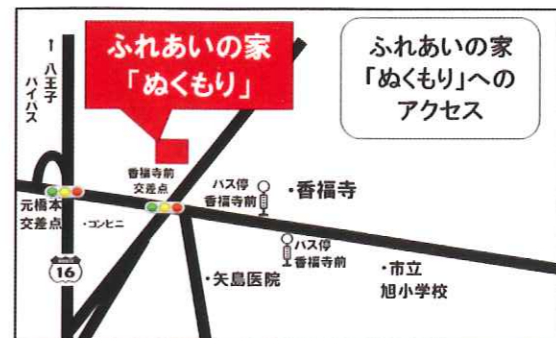 ふれあいの家
「ぬくもり」
ふれあいの家
「ぬくもり」への
アクセス
↑
八王子
バイパス
香福寺前
交差点
バス停
香福寺前
・香福寺
元橋本
交差点
・コンビニ
16
バス停
香福寺前
・矢島医院
・市立
旭小学校